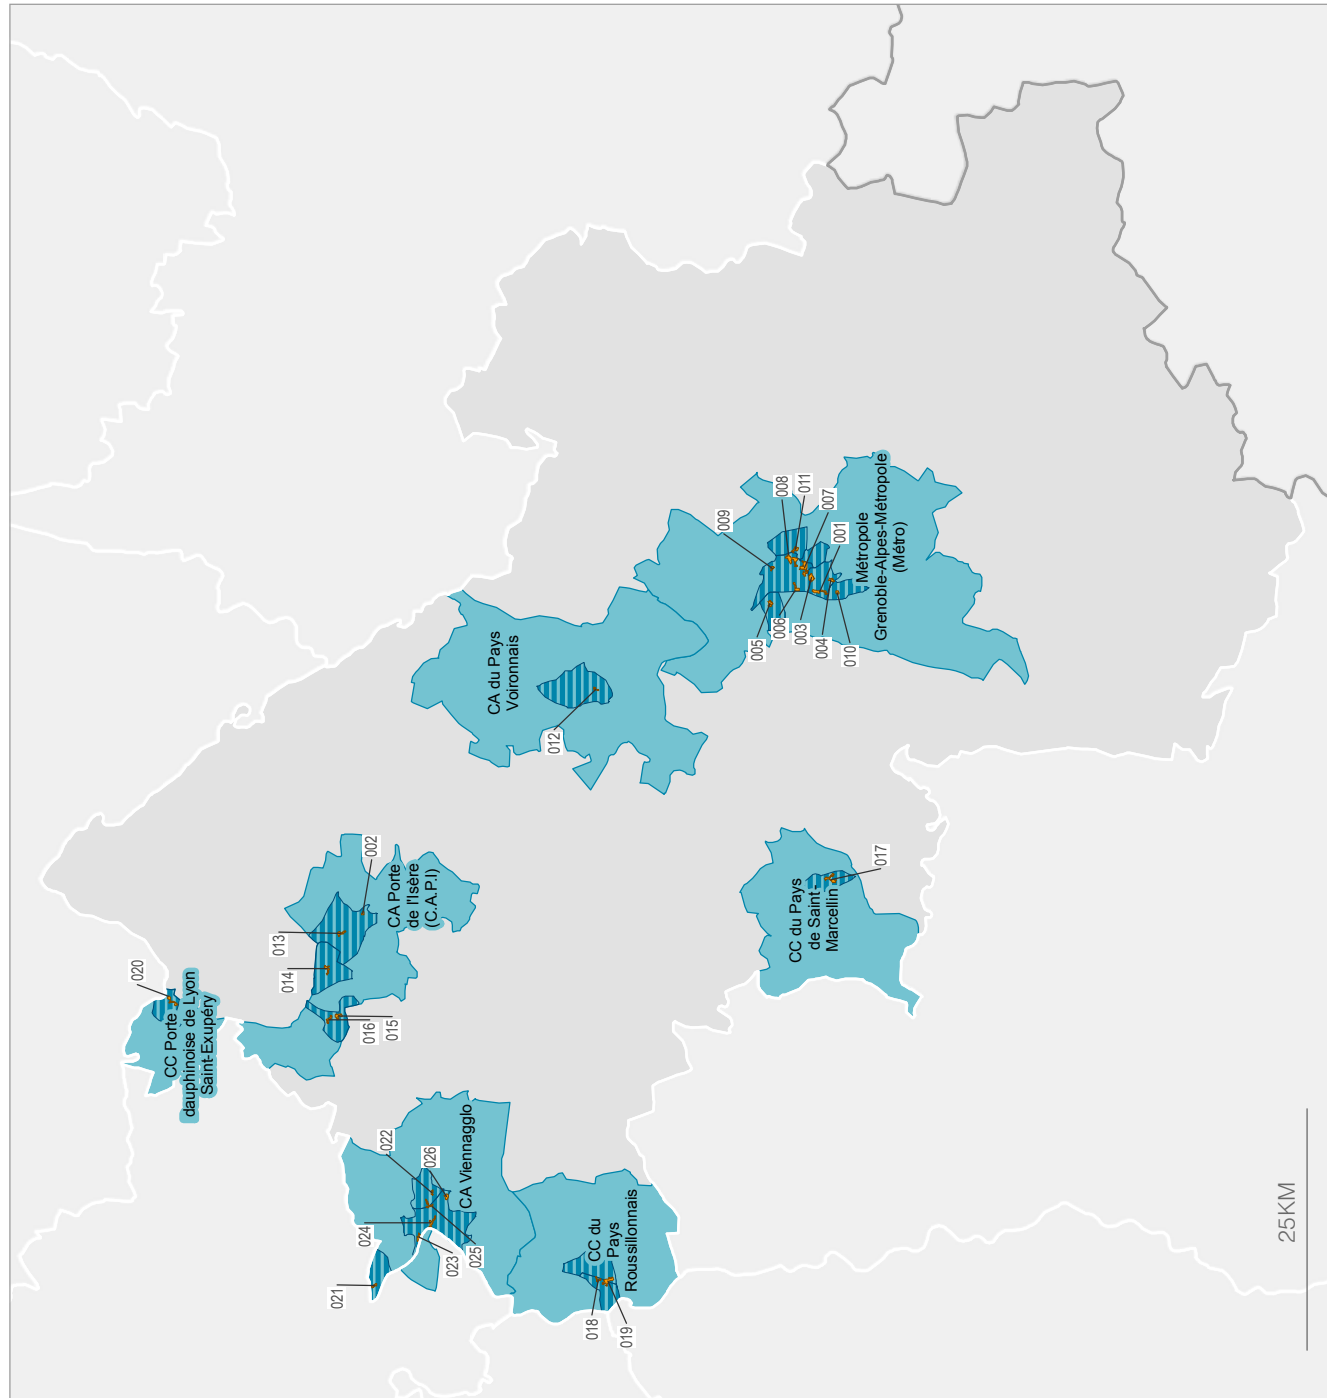 020
CC Porte
dauphinoise de Lyon
Saint-Exupéry
013
014
002
016
015
CA Porte
de l'Isère
(C.A.P.I)
021
024
022
026
023
025
CA Viennagglo
018
019
CC du
Pays
Roussillonnais
CA du Pays
Voironnais
012
009
008
011
007
001
005
006
003
004
010
Métropole
Grenoble-Alpes-Métropole
(Métro)
CC du Pays
de Saint-
Marcellin
017
25KM